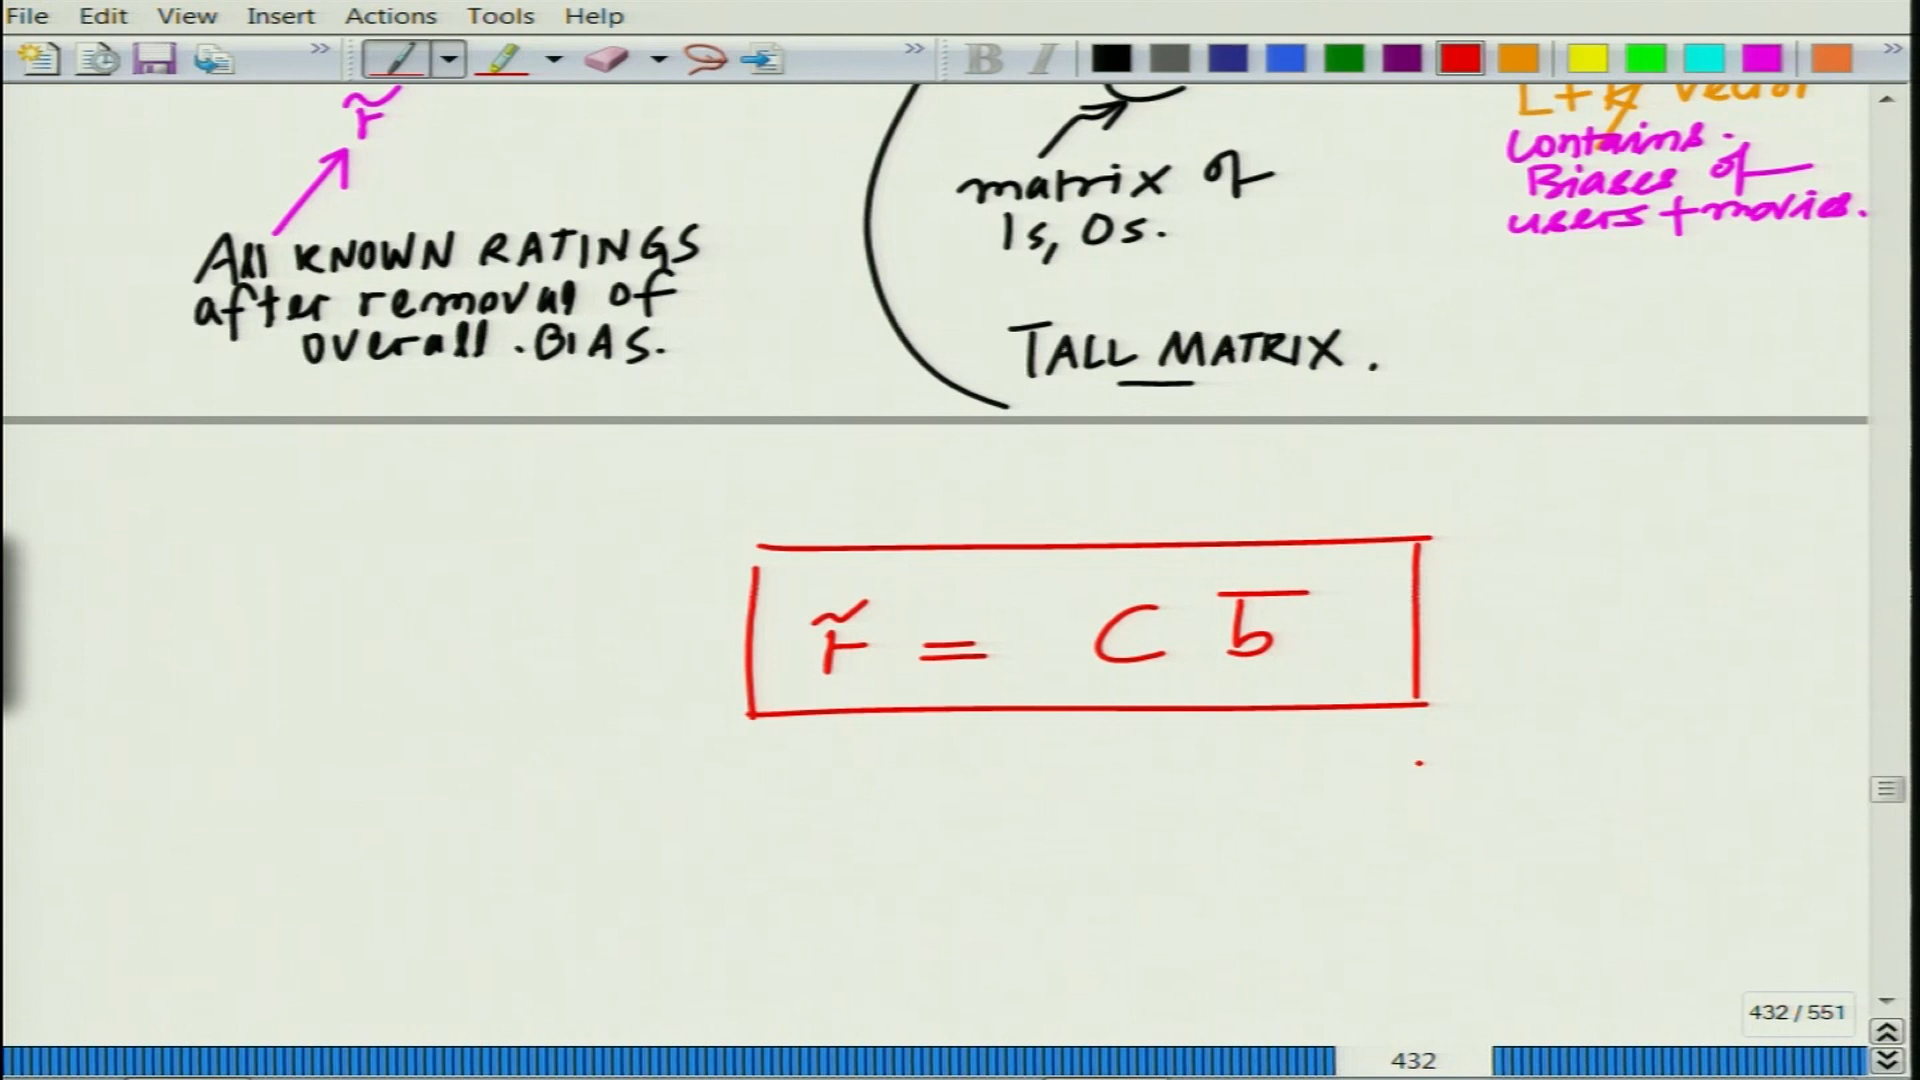 File Edit View Insert Actions Tools Help
B I
r̃
All KNOWN RATINGS
after removal of
overall . BIAS.
matrix of
1s, 0s.
TALL MATRIX .
L + K vector
Contains.
Biases of
users + movies.
r̃ = C b̅
432 / 551
432